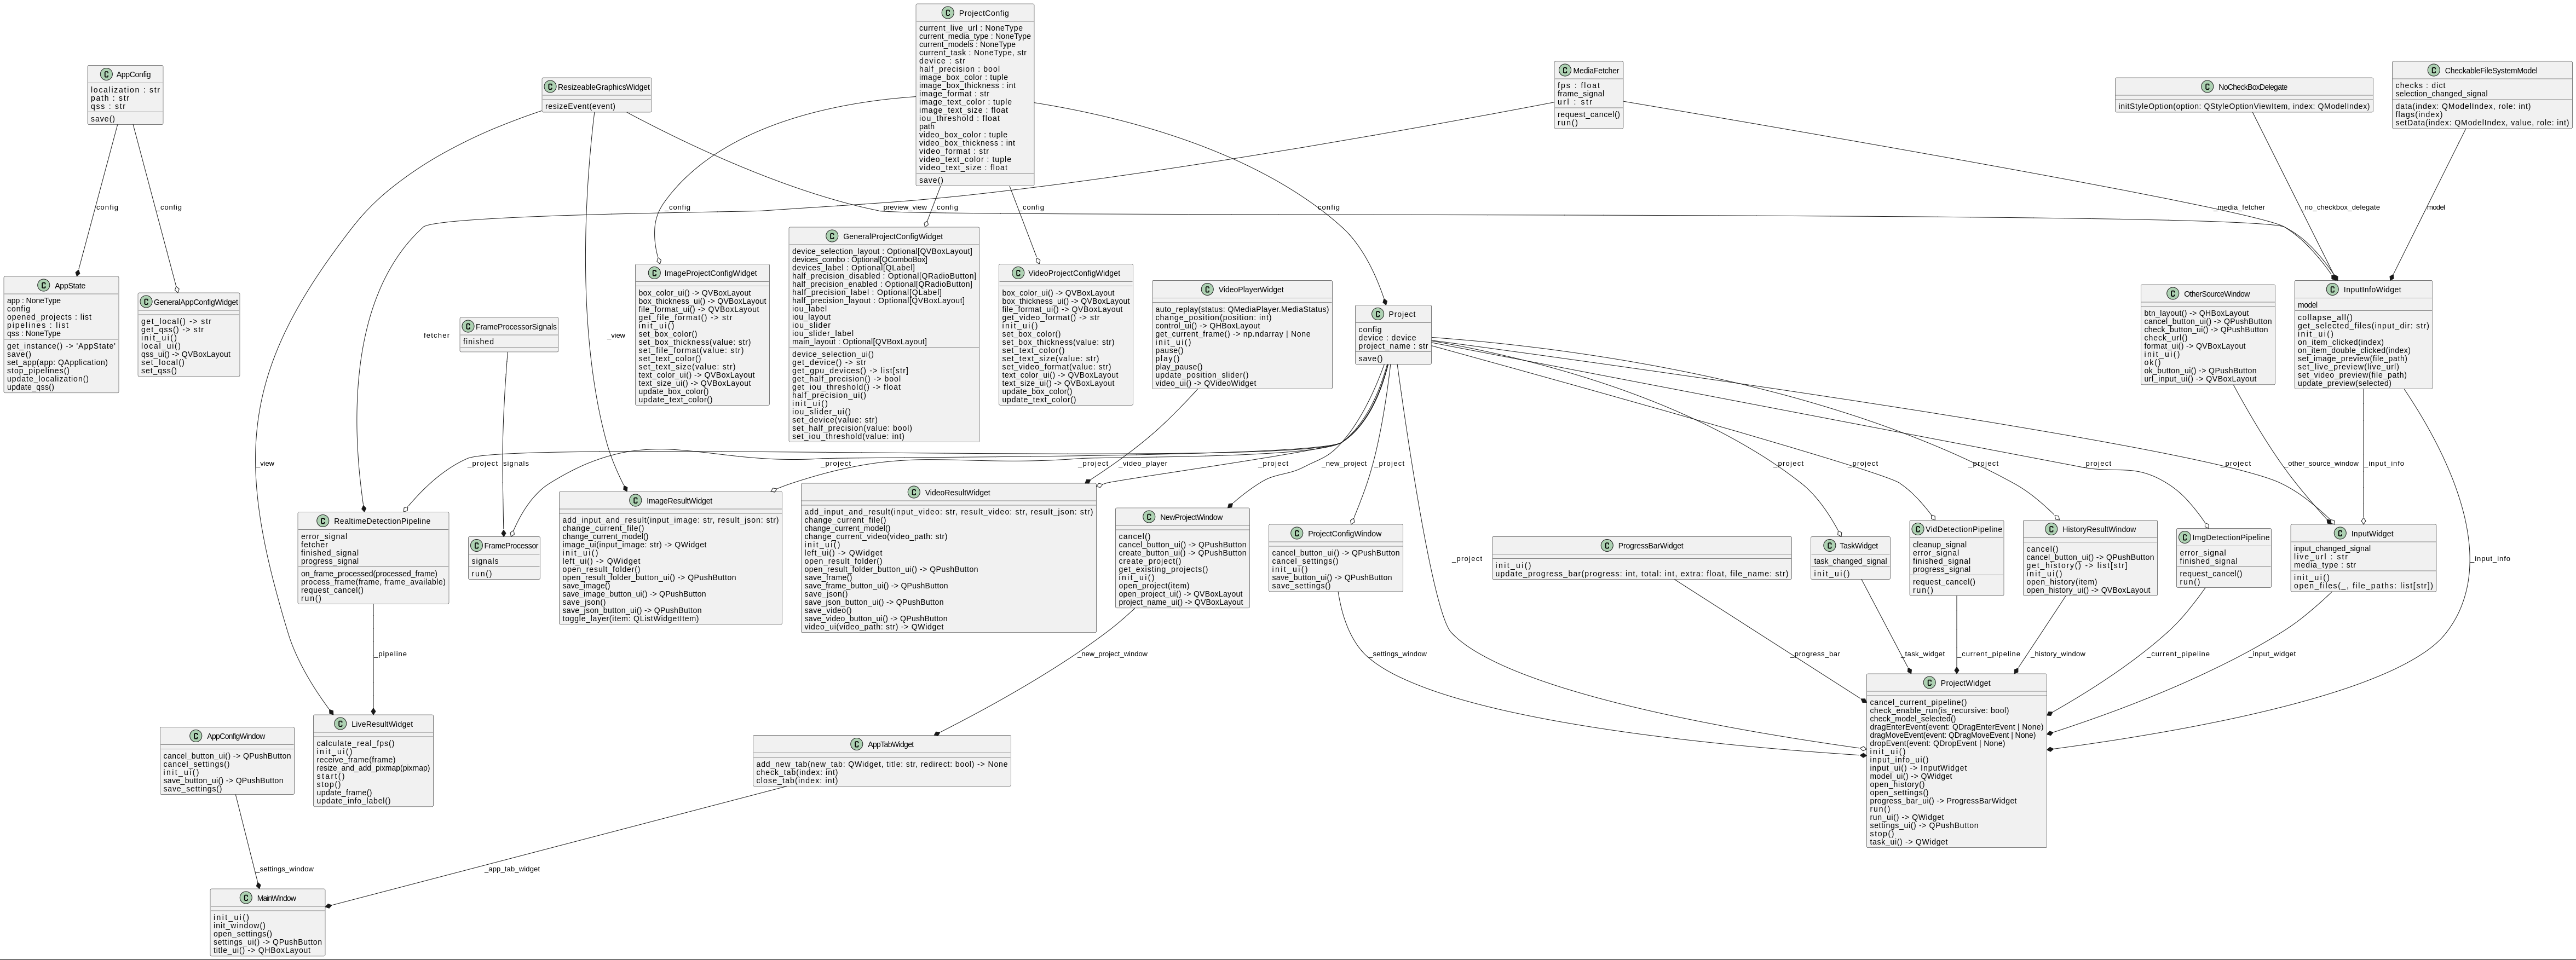 C ProjectConfig
current_live_url : NoneType
current_media_type : NoneType
current_models : NoneType
current_task : NoneType, str
device : str
half_precision : bool
image_box_color : tuple
image_box_thickness : int
image_format : str
image_text_color : tuple
image_text_size : float
iou_threshold : float
path
video_box_color : tuple
video_box_thickness : int
video_format : str
video_text_color : tuple
video_text_size : float
save()
C AppConfig
localization : str
path : str
qss : str
save()
C ResizeableGraphicsWidget
resizeEvent(event)
C MediaFetcher
fps : float
frame_signal
url : str
request_cancel()
run()
C NoCheckBoxDelegate
initStyleOption(option: QStyleOptionViewItem, index: QModelIndex)
C CheckableFileSystemModel
checks : dict
selection_changed_signal
data(index: QModelIndex, role: int)
flags(index)
setData(index: QModelIndex, value, role: int)
config
_config
_config
_preview_view
_config
_config
config
_media_fetcher
_no_checkbox_delegate
model
C AppState
app : NoneType
config
opened_projects : list
pipelines : list
qss : NoneType
get_instance() -> 'AppState'
save()
set_app(app: QApplication)
stop_pipelines()
update_localization()
update_qss()
C GeneralAppConfigWidget
get_local() -> str
get_qss() -> str
init_ui()
local_ui()
qss_ui() -> QVBoxLayout
set_local()
set_qss()
fetcher
C FrameProcessorSignals
finished
_view
C ImageProjectConfigWidget
box_color_ui() -> QVBoxLayout
box_thickness_ui() -> QVBoxLayout
file_format_ui() -> QVBoxLayout
get_file_format() -> str
init_ui()
set_box_color()
set_box_thickness(value: str)
set_file_format(value: str)
set_text_color()
set_text_size(value: str)
text_color_ui() -> QVBoxLayout
text_size_ui() -> QVBoxLayout
update_box_color()
update_text_color()
C GeneralProjectConfigWidget
device_selection_layout : Optional[QVBoxLayout]
devices_combo : Optional[QComboBox]
devices_label : Optional[QLabel]
half_precision_disabled : Optional[QRadioButton]
half_precision_enabled : Optional[QRadioButton]
half_precision_label : Optional[QLabel]
half_precision_layout : Optional[QVBoxLayout]
iou_label
iou_layout
iou_slider
iou_slider_label
main_layout : Optional[QVBoxLayout]
device_selection_ui()
get_device() -> str
get_gpu_devices() -> list[str]
get_half_precision() -> bool
get_iou_threshold() -> float
half_precision_ui()
init_ui()
iou_slider_ui()
set_device(value: str)
set_half_precision(value: bool)
set_iou_threshold(value: int)
C VideoProjectConfigWidget
box_color_ui() -> QVBoxLayout
box_thickness_ui() -> QVBoxLayout
file_format_ui() -> QVBoxLayout
get_video_format() -> str
init_ui()
set_box_color()
set_box_thickness(value: str)
set_text_color()
set_text_size(value: str)
set_video_format(value: str)
text_color_ui() -> QVBoxLayout
text_size_ui() -> QVBoxLayout
update_box_color()
update_text_color()
C VideoPlayerWidget
auto_replay(status: QMediaPlayer.MediaStatus)
change_position(position: int)
control_ui() -> QHBoxLayout
get_current_frame() -> np.ndarray | None
init_ui()
pause()
play()
play_pause()
update_position_slider()
video_ui() -> QVideoWidget
C Project
config
device : device
project_name : str
save()
C OtherSourceWindow
btn_layout() -> QHBoxLayout
cancel_button_ui() -> QPushButton
check_button_ui() -> QPushButton
check_url()
format_ui() -> QVBoxLayout
init_ui()
ok()
ok_button_ui() -> QPushButton
url_input_ui() -> QVBoxLayout
C InputInfoWidget
model
collapse_all()
get_selected_files(input_dir: str)
init_ui()
on_item_clicked(index)
on_item_double_clicked(index)
set_image_preview(file_path)
set_live_preview(live_url)
set_video_preview(file_path)
update_preview(selected)
_view
_project
signals
_project
_project
_video_player
_project
_new_project
_project
_project
_project
_project
_project
_project
_other_source_window
_input_info
C RealtimeDetectionPipeline
error_signal
fetcher
finished_signal
progress_signal
on_frame_processed(processed_frame)
process_frame(frame, frame_available)
request_cancel()
run()
C FrameProcessor
signals
run()
C ImageResultWidget
add_input_and_result(input_image: str, result_json: str)
change_current_file()
change_current_model()
image_ui(input_image: str) -> QWidget
init_ui()
left_ui() -> QWidget
open_result_folder()
open_result_folder_button_ui() -> QPushButton
save_image()
save_image_button_ui() -> QPushButton
save_json()
save_json_button_ui() -> QPushButton
toggle_layer(item: QListWidgetItem)
C VideoResultWidget
add_input_and_result(input_video: str, result_video: str, result_json: str)
change_current_file()
change_current_model()
change_current_video(video_path: str)
init_ui()
left_ui() -> QWidget
open_result_folder()
open_result_folder_button_ui() -> QPushButton
save_frame()
save_frame_button_ui() -> QPushButton
save_json()
save_json_button_ui() -> QPushButton
save_video()
save_video_button_ui() -> QPushButton
video_ui(video_path: str) -> QWidget
C NewProjectWindow
cancel()
cancel_button_ui() -> QPushButton
create_button_ui() -> QPushButton
create_project()
get_existing_projects()
init_ui()
open_project(item)
open_project_ui() -> QVBoxLayout
project_name_ui() -> QVBoxLayout
C ProjectConfigWindow
cancel_button_ui() -> QPushButton
cancel_settings()
init_ui()
save_button_ui() -> QPushButton
save_settings()
_project
C ProgressBarWidget
init_ui()
update_progress_bar(progress: int, total: int, extra: float, file_name: str)
C TaskWidget
task_changed_signal
init_ui()
C VidDetectionPipeline
cleanup_signal
error_signal
finished_signal
progress_signal
request_cancel()
run()
C HistoryResultWindow
cancel()
cancel_button_ui() -> QPushButton
get_history() -> list[str]
init_ui()
open_history(item)
open_history_ui() -> QVBoxLayout
C ImgDetectionPipeline
error_signal
finished_signal
request_cancel()
run()
C InputWidget
input_changed_signal
live_url : str
media_type : str
init_ui()
open_files(_, file_paths: list[str])
_input_info
_pipeline
_new_project_window
_settings_window
_progress_bar
_task_widget
_current_pipeline
_history_window
_current_pipeline
_input_widget
C AppConfigWindow
cancel_button_ui() -> QPushButton
cancel_settings()
init_ui()
save_button_ui() -> QPushButton
save_settings()
C LiveResultWidget
calculate_real_fps()
init_ui()
receive_frame(frame)
resize_and_add_pixmap(pixmap)
start()
stop()
update_frame()
update_info_label()
C AppTabWidget
add_new_tab(new_tab: QWidget, title: str, redirect: bool) -> None
check_tab(index: int)
close_tab(index: int)
C ProjectWidget
cancel_current_pipeline()
check_enable_run(is_recursive: bool)
check_model_selected()
dragEnterEvent(event: QDragEnterEvent | None)
dragMoveEvent(event: QDragMoveEvent | None)
dropEvent(event: QDropEvent | None)
init_ui()
input_info_ui()
input_ui() -> InputWidget
model_ui() -> QWidget
open_history()
open_settings()
progress_bar_ui() -> ProgressBarWidget
run()
run_ui() -> QWidget
settings_ui() -> QPushButton
stop()
task_ui() -> QWidget
_settings_window
_app_tab_widget
C MainWindow
init_ui()
init_window()
open_settings()
settings_ui() -> QPushButton
title_ui() -> QHBoxLayout